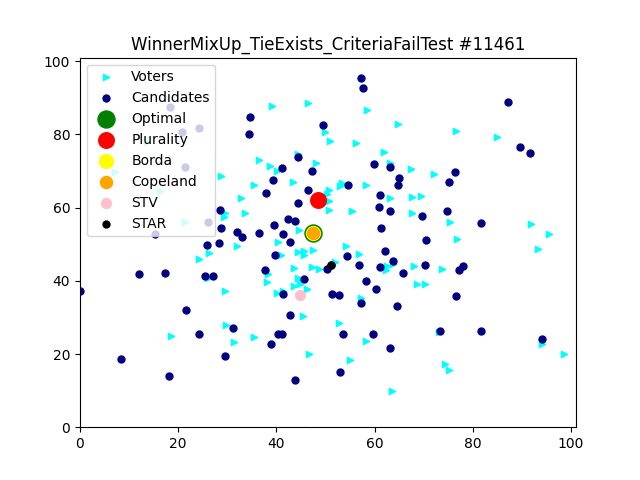 WinnerMixUp_TieExists_CriteriaFailTest #11461
100
80
60
40
20
0
0 20 40 60 80 100
Voters
Candidates
Optimal
Plurality
Borda
Copeland
STV
STAR